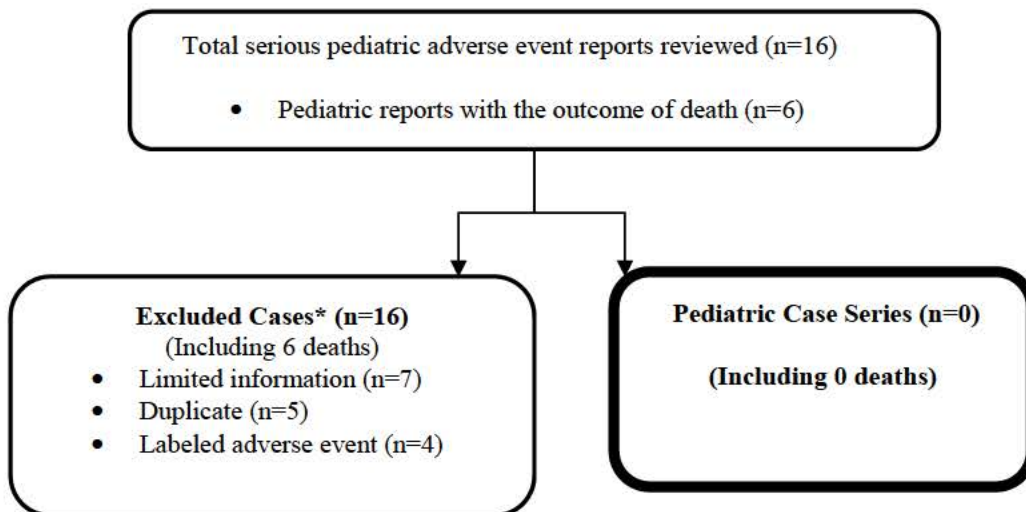 Total serious pediatric adverse event reports reviewed (n=16)
• Pediatric reports with the outcome of death (n=6)
Excluded Cases* (n=16)
(Including 6 deaths)
• Limited information (n=7)
• Duplicate (n=5)
• Labeled adverse event (n=4)
Pediatric Case Series (n=0)
(Including 0 deaths)